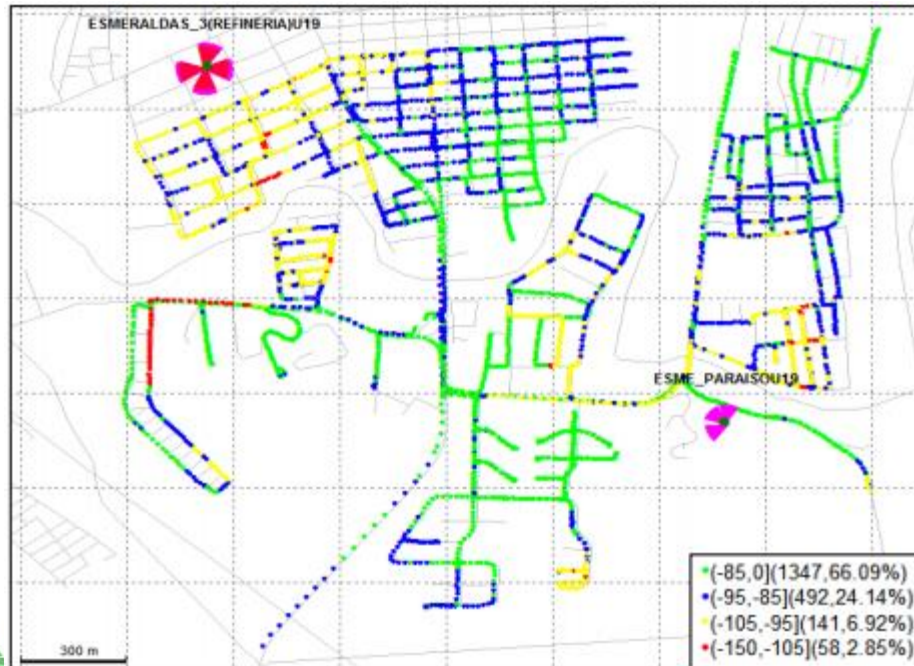 ESMERALDAS_3(REFINERIA)U19
ESMF_PARAISOU19
(-85,0](1347,66.09%)
(-95,-85](492,24.14%)
(-105,-95](141,6.92%)
(-150,-105](58,2.85%)
300 m